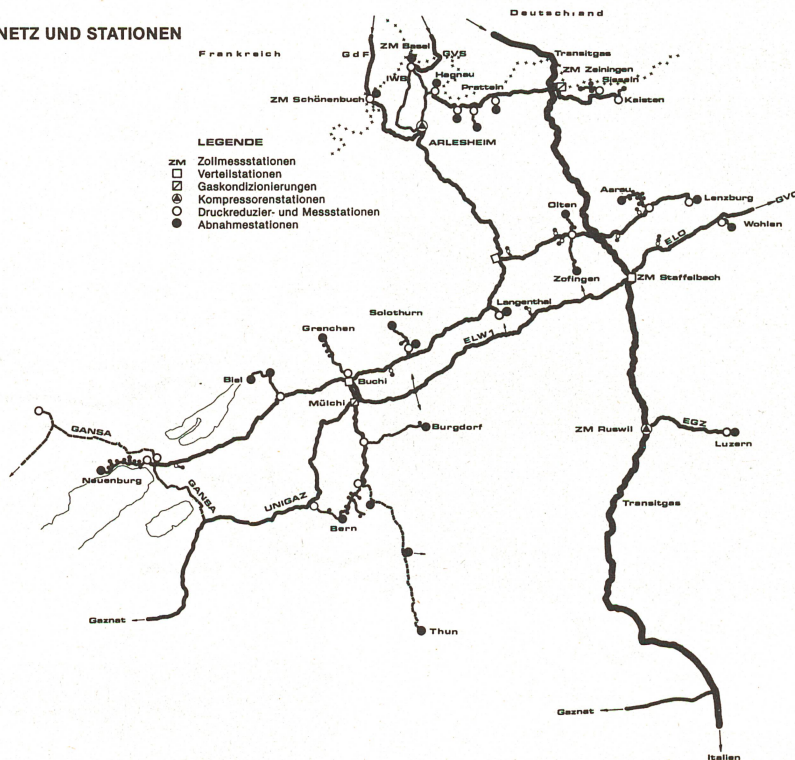 NETZ UND STATIONEN
Deutschland
Frankreich
GdF
ZM Basel
GVS
Transitgas
IWB
Hagnau
ZM Zeiningen
Pratteln
Sisseln
ZM Schönenbuch
Kaisten
ARLESHEIM
LEGENDE
ZM Zollmessstationen
Verteilstationen
Gaskondizionierungen
Kompressorenstationen
Druckreduzier- und Messstationen
Abnahmestationen
Aarau
Lenzburg
GVO
Olten
Wohlen
ELO
Zofingen
ZM Staffelbach
Langenthal
Solothurn
Grenchen
ELW1
Biel
Buchi
Mülchi
GANSA
Burgdorf
ZM Ruswil
EGZ
Luzern
Neuenburg
GANSA
UNIGAZ
Transitgas
Bern
Gaznat
Thun
Gaznat
Italien